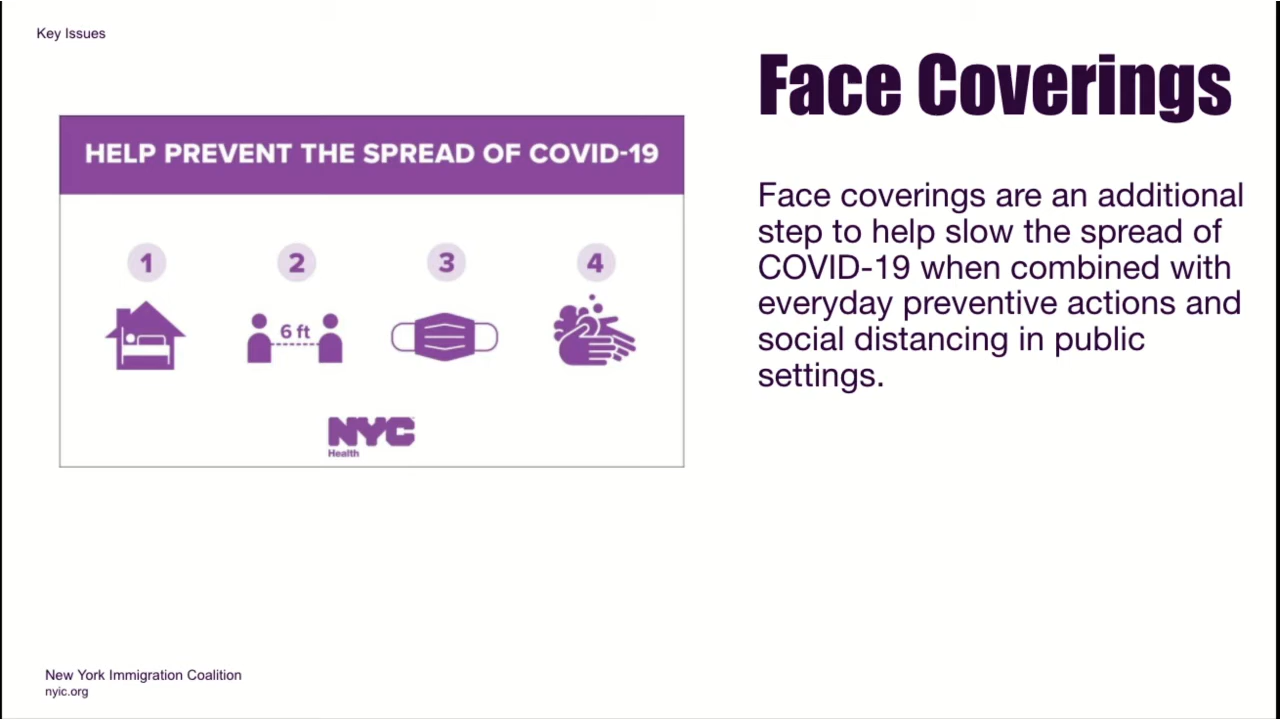 Key Issues
Face Coverings
HELP PREVENT THE SPREAD OF COVID-19
1
2
3
4
6 ft
NYC
Health
Face coverings are an additional
step to help slow the spread of
COVID-19 when combined with
everyday preventive actions and
social distancing in public
settings.
New York Immigration Coalition
nyic.org